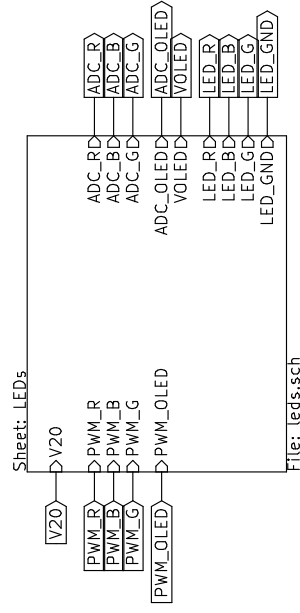 Sheet: LEDs
V20
V20
PWM_R
PWM_R
PWM_B
PWM_B
PWM_G
PWM_G
PWM_OLED
PWM_OLED
ADC_R
ADC_R
ADC_B
ADC_B
ADC_G
ADC_G
ADC_OLED
ADC_OLED
VOLED
VOLED
LED_R
LED_R
LED_B
LED_B
LED_G
LED_G
LED_GND
LED_GND
File: leds.sch